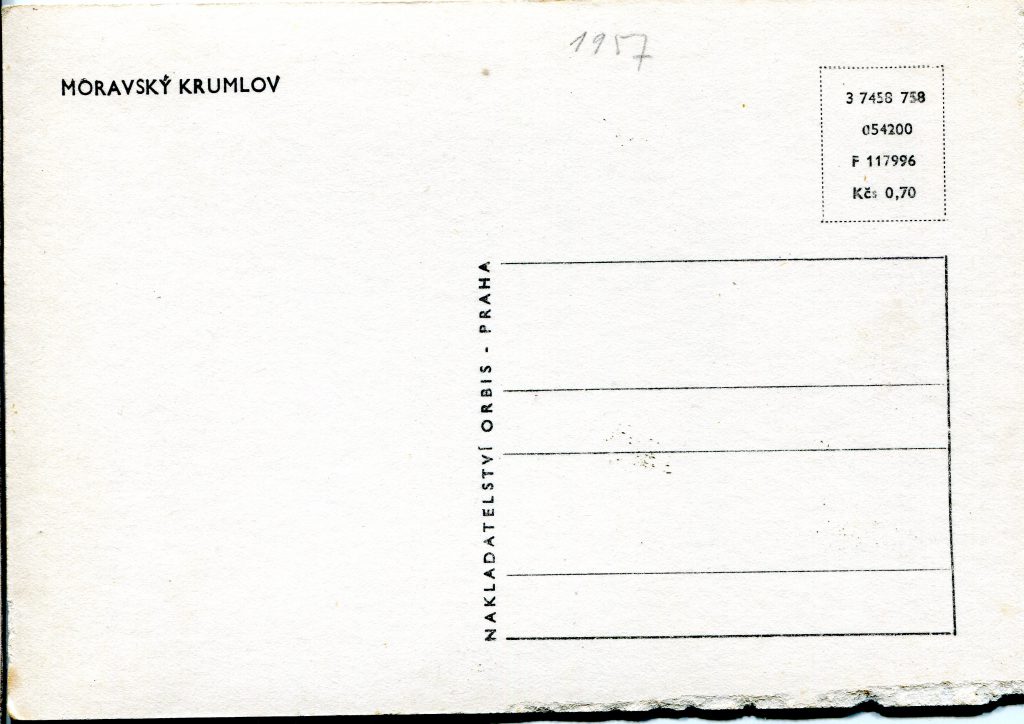 1957
MORAVSKÝ KRUMLOV
3 7458 758
054200
F 117996
Kčs 0,70
NAKLADATELSTVÍ ORBIS - PRAHA